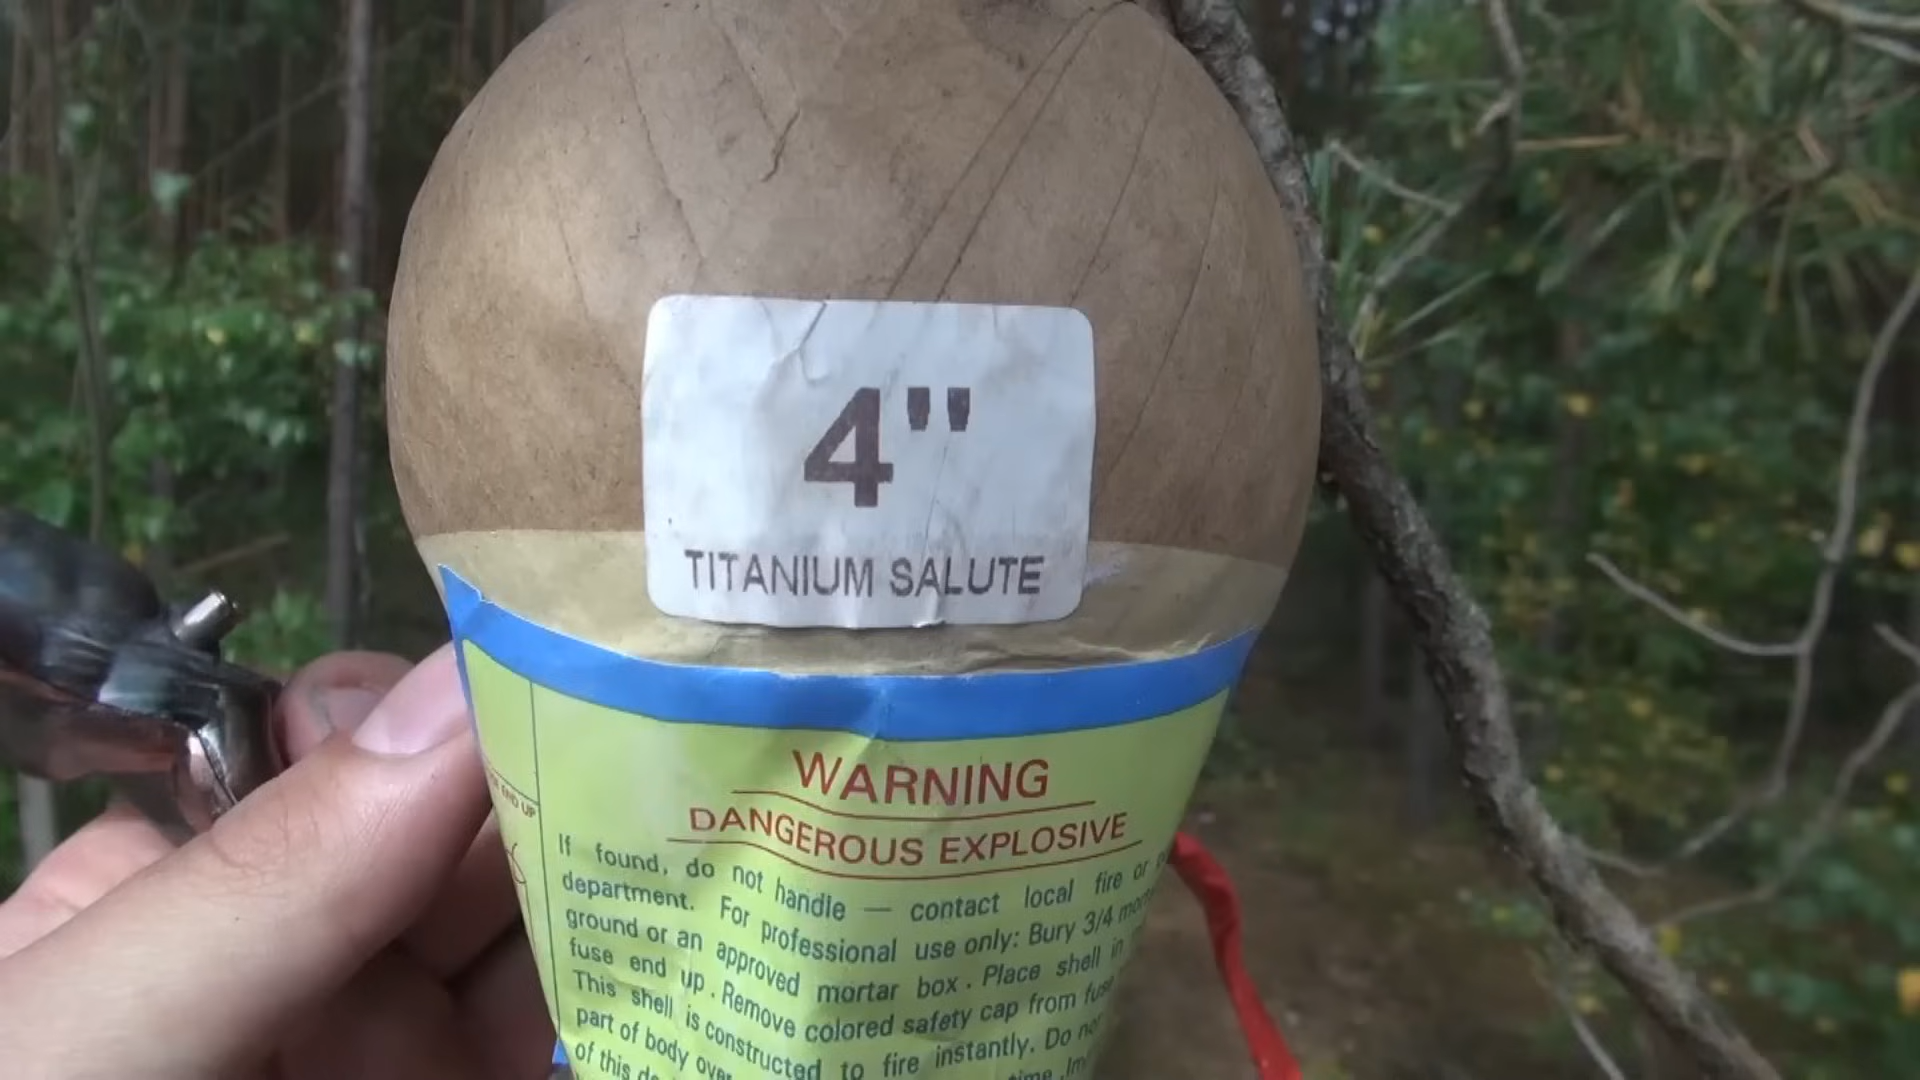 4"
TITANIUM SALUTE
WARNING
DANGEROUS EXPLOSIVE
If found, do not handle — contact local fire or
department. For professional use only: Bury 3/4
ground or an approved mortar box. Place shell in
fuse end up. Remove colored safety cap from fuse
This shell is constructed to fire instantly. Do not
part of body over
of this
END UP